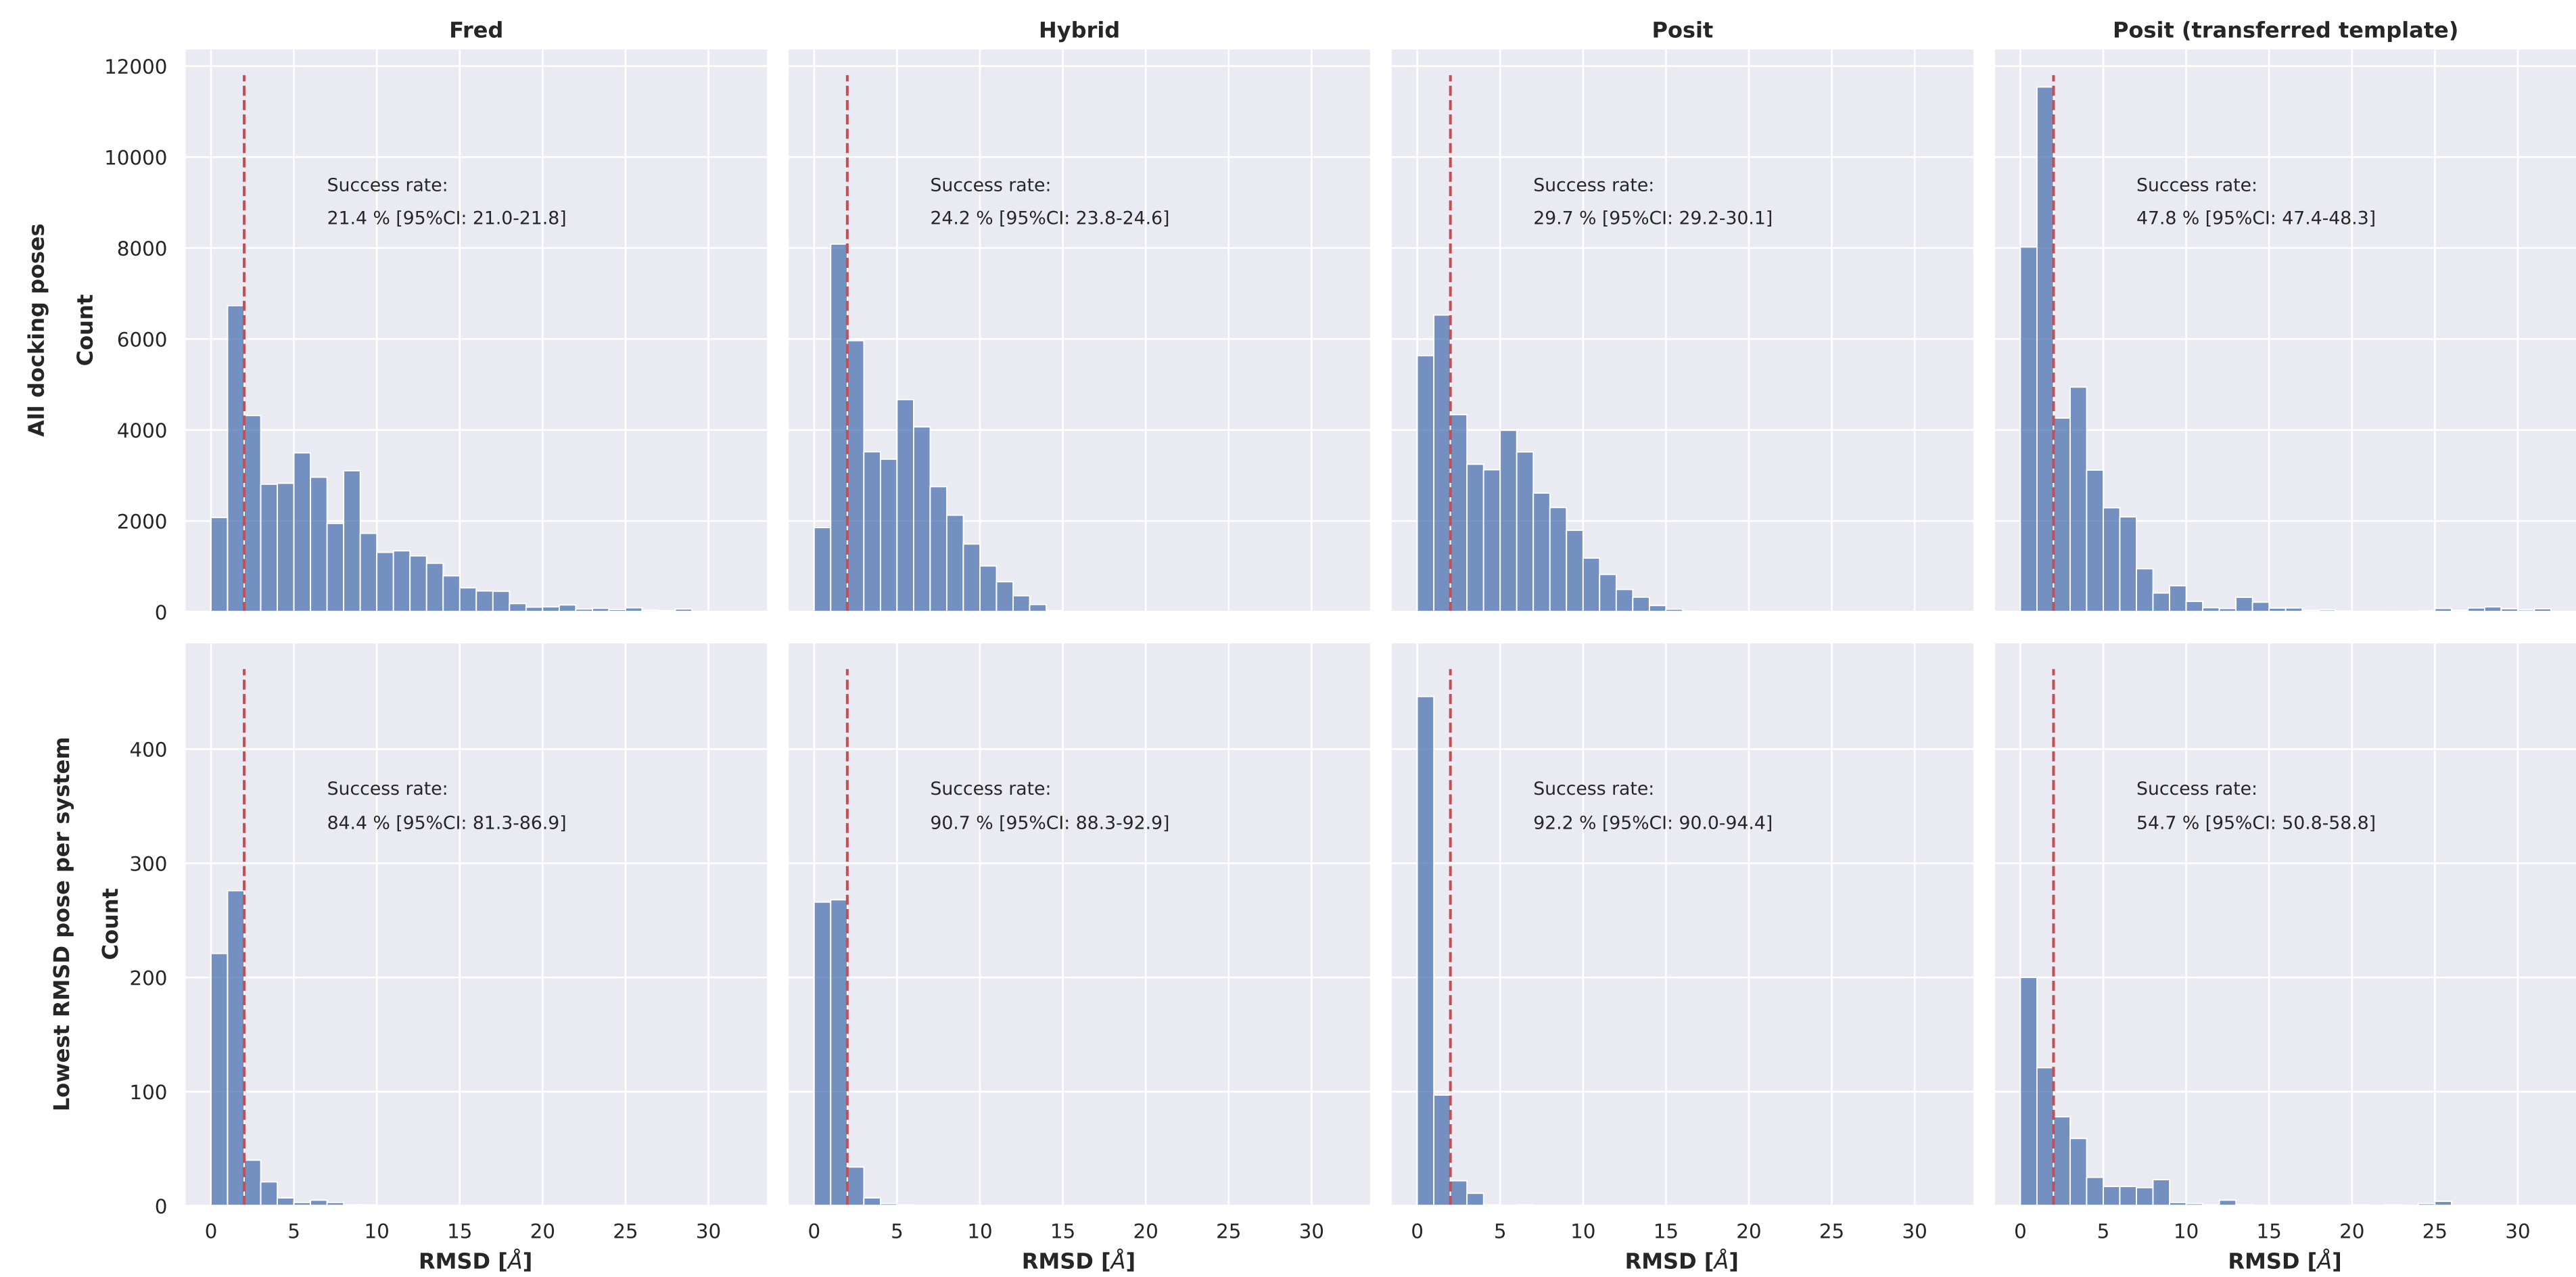 Fred
Hybrid
Posit
Posit (transferred template)
All docking poses
Count
12000
10000
8000
6000
4000
2000
0
Success rate:
21.4 % [95%CI: 21.0-21.8]
Success rate:
24.2 % [95%CI: 23.8-24.6]
Success rate:
29.7 % [95%CI: 29.2-30.1]
Success rate:
47.8 % [95%CI: 47.4-48.3]
Lowest RMSD pose per system
Count
400
300
200
100
0
Success rate:
84.4 % [95%CI: 81.3-86.9]
Success rate:
90.7 % [95%CI: 88.3-92.9]
Success rate:
92.2 % [95%CI: 90.0-94.4]
Success rate:
54.7 % [95%CI: 50.8-58.8]
0 5 10 15 20 25 30
0 5 10 15 20 25 30
0 5 10 15 20 25 30
0 5 10 15 20 25 30
RMSD [Å]
RMSD [Å]
RMSD [Å]
RMSD [Å]